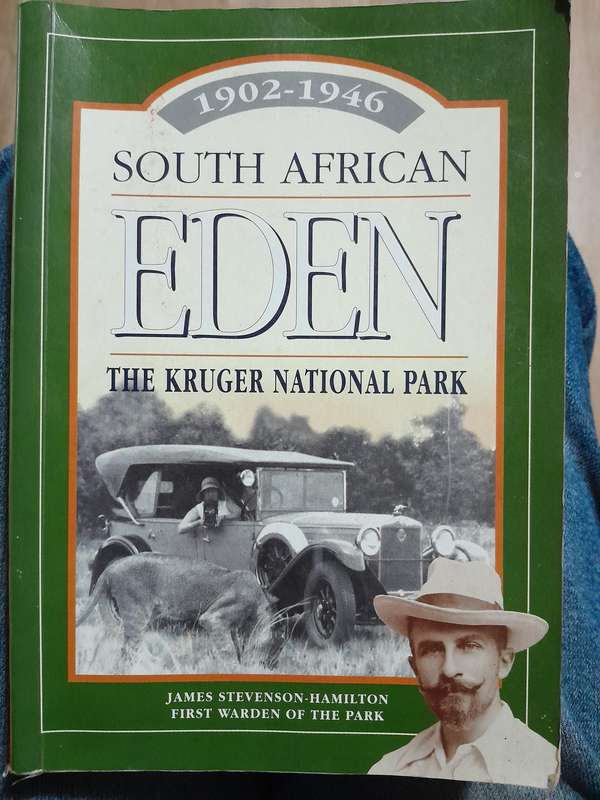 1902-1946
SOUTH AFRICAN
EDEN
THE KRUGER NATIONAL PARK
JAMES STEVENSON-HAMILTON
FIRST WARDEN OF THE PARK